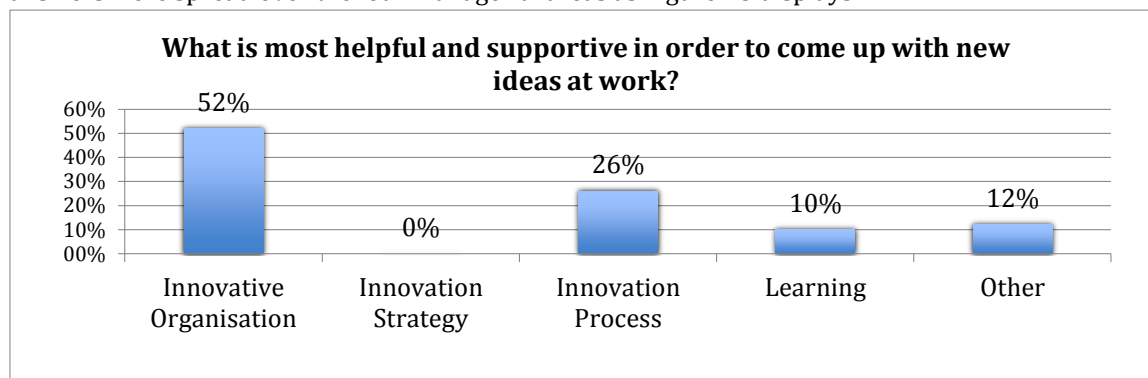 What is most helpful and supportive in order to come up with new
ideas at work?
60%
50%
40%
30%
20%
10%
00%
52%
0%
26%
10%
12%
Innovative
Organisation
Innovation
Strategy
Innovation
Process
Learning
Other